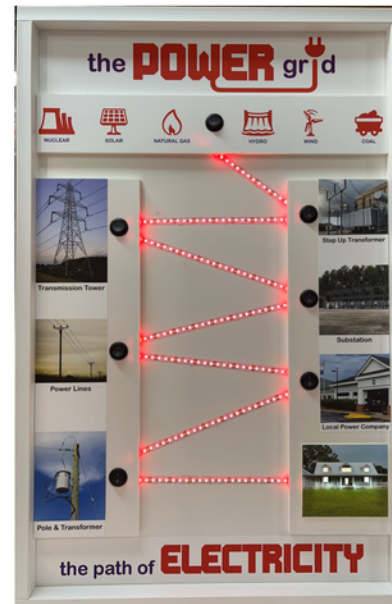 the POWER grid
NUCLEAR
SOLAR
NATURAL GAS
HYDRO
WIND
COAL
Step Up Transformer
Transmission Tower
Substation
Power Lines
Local Power Company
Pole & Transformer
the path of ELECTRICITY